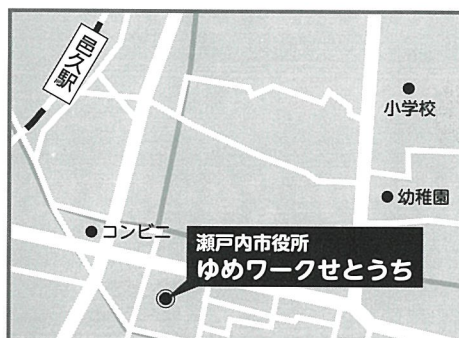 邑久駅
小学校
幼稚園
コンビニ
瀬戸内市役所
ゆめワークせとうち